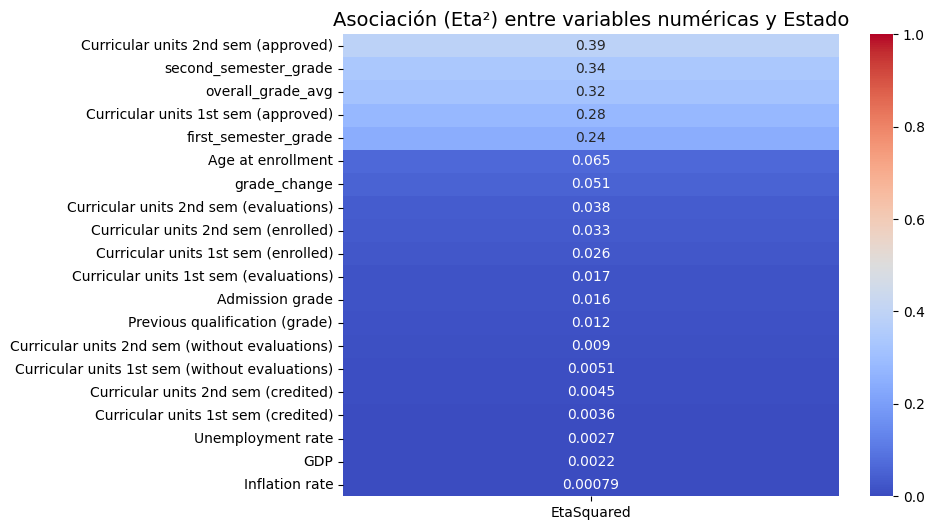 Asociación (Eta²) entre variables numéricas y Estado
Curricular units 2nd sem (approved) 0.39
second_semester_grade 0.34
overall_grade_avg 0.32
Curricular units 1st sem (approved) 0.28
first_semester_grade 0.24
Age at enrollment 0.065
grade_change 0.051
Curricular units 2nd sem (evaluations) 0.038
Curricular units 2nd sem (enrolled) 0.033
Curricular units 1st sem (enrolled) 0.026
Curricular units 1st sem (evaluations) 0.017
Admission grade 0.016
Previous qualification (grade) 0.012
Curricular units 2nd sem (without evaluations) 0.009
Curricular units 1st sem (without evaluations) 0.0051
Curricular units 2nd sem (credited) 0.0045
Curricular units 1st sem (credited) 0.0036
Unemployment rate 0.0027
GDP 0.0022
Inflation rate 0.00079
EtaSquared
1.0
0.8
0.6
0.4
0.2
0.0